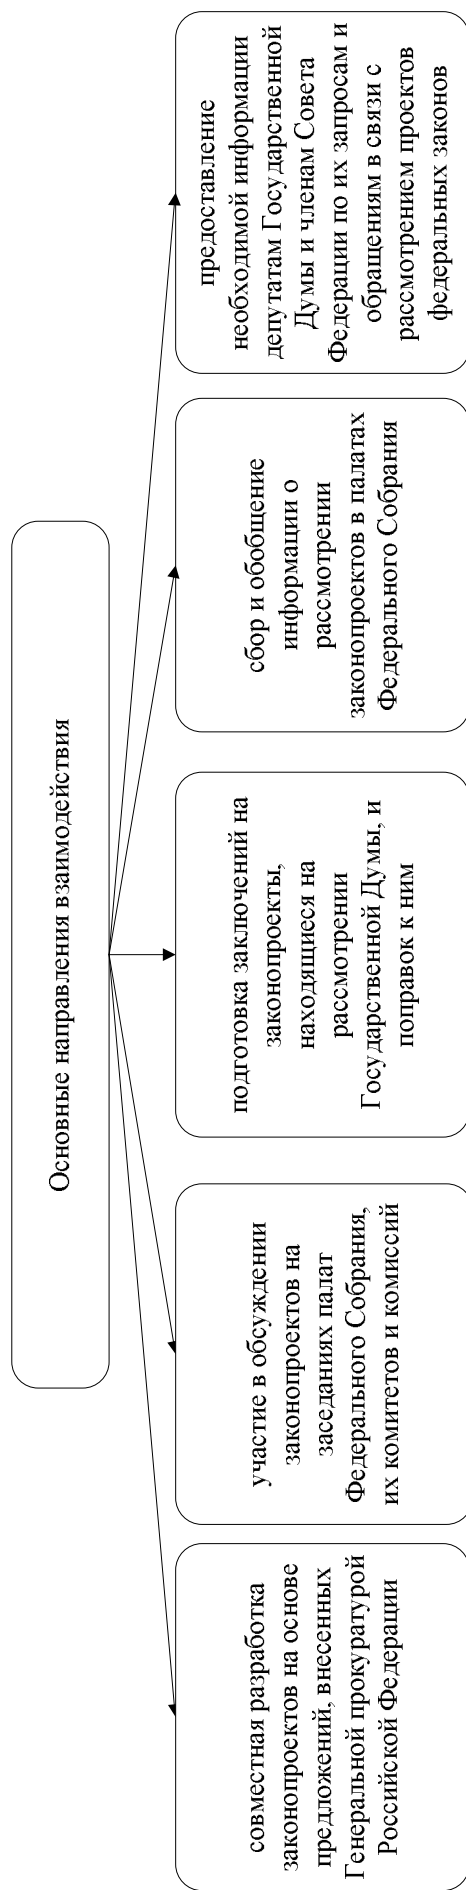 Основные направления взаимодействия
совместная разработка
законопроектов на основе
предложений, внесенных
Генеральной прокуратурой
Российской Федерации
участие в обсуждении
законопроектов на
заседаниях палат
Федерального Собрания,
их комитетов и комиссий
подготовка заключений на
законопроекты,
находящиеся на
рассмотрении
Государственной Думы, и
поправок к ним
сбор и обобщение
информации о
рассмотрении
законопроектов в палатах
Федерального Собрания
предоставление
необходимой информации
депутатам Государственной
Думы и членам Совета
Федерации по их запросам и
обращениям в связи с
рассмотрением проектов
федеральных законов